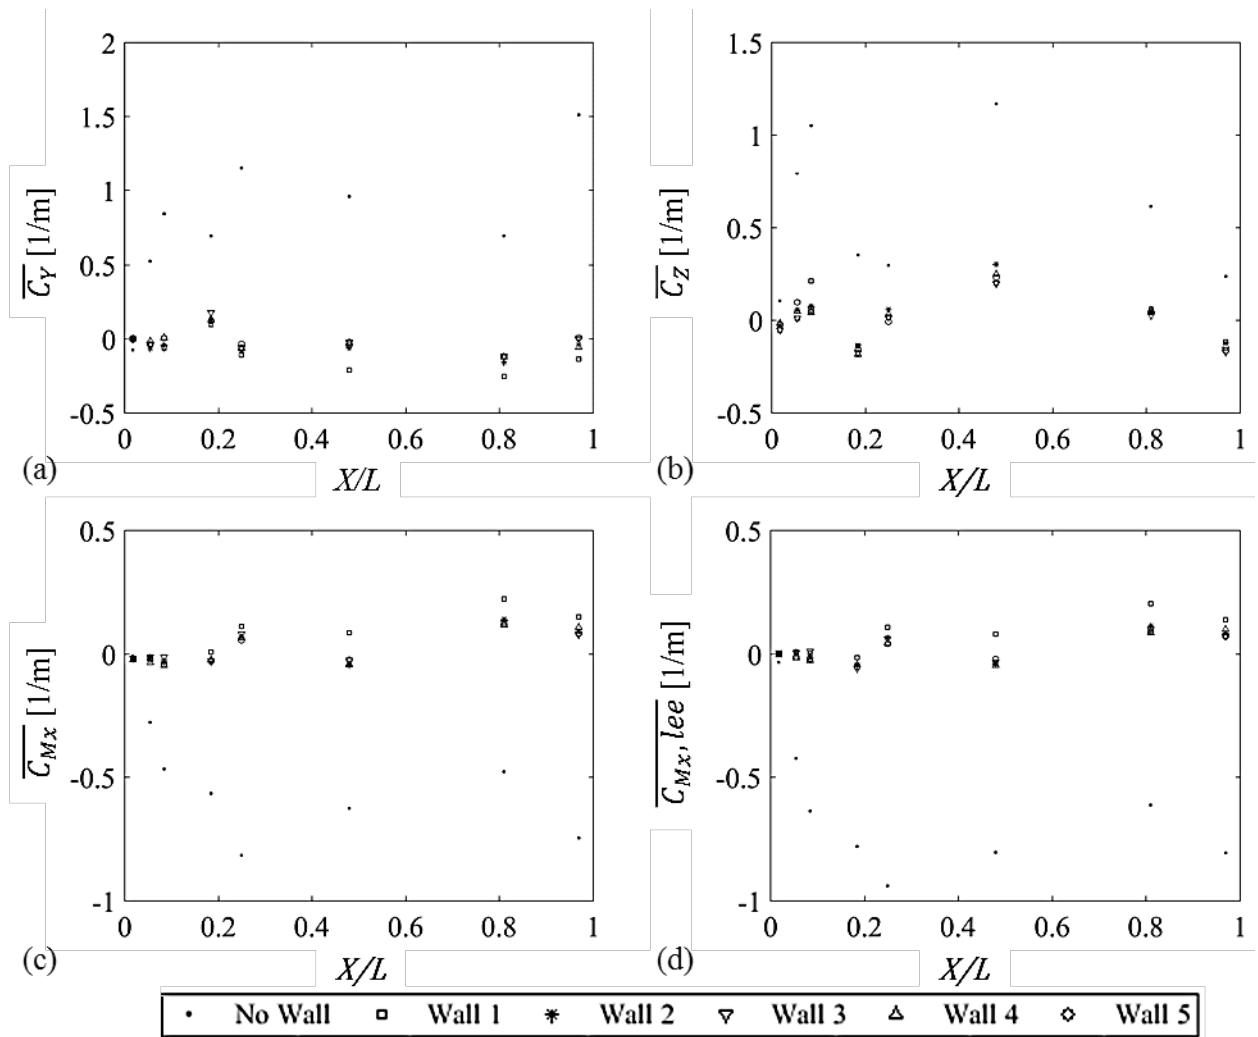 2
1.5
1
0.5
0
-0.5
0 0.2 0.4 0.6 0.8 1
C_Y [1/m]
X/L
(a)
1.5
1
0.5
0
-0.5
0 0.2 0.4 0.6 0.8 1
C_Z [1/m]
X/L
(b)
0.5
0
-0.5
-1
0 0.2 0.4 0.6 0.8 1
C_Mx [1/m]
X/L
(c)
0.5
0
-0.5
-1
0 0.2 0.4 0.6 0.8 1
C_Mx,lee [1/m]
X/L
(d)
No Wall Wall 1 Wall 2 Wall 3 Wall 4 Wall 5